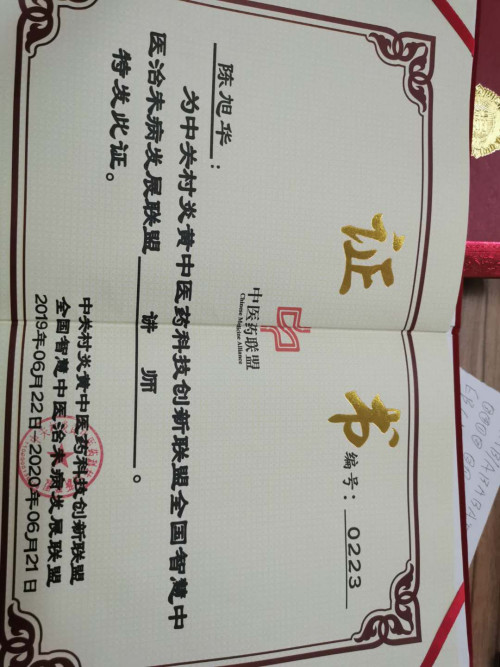 证 书
编号：0223
中医药联盟
Chinese Medicine Alliance
陈旭华：
为中关村炎黄中医药科技创新联盟全国智慧中
医治未病发展联盟 讲 师 。
特发此证。
中关村炎黄中医药科技创新联盟
全国智慧中医治未病发展联盟
2019年06月22日-2020年06月21日